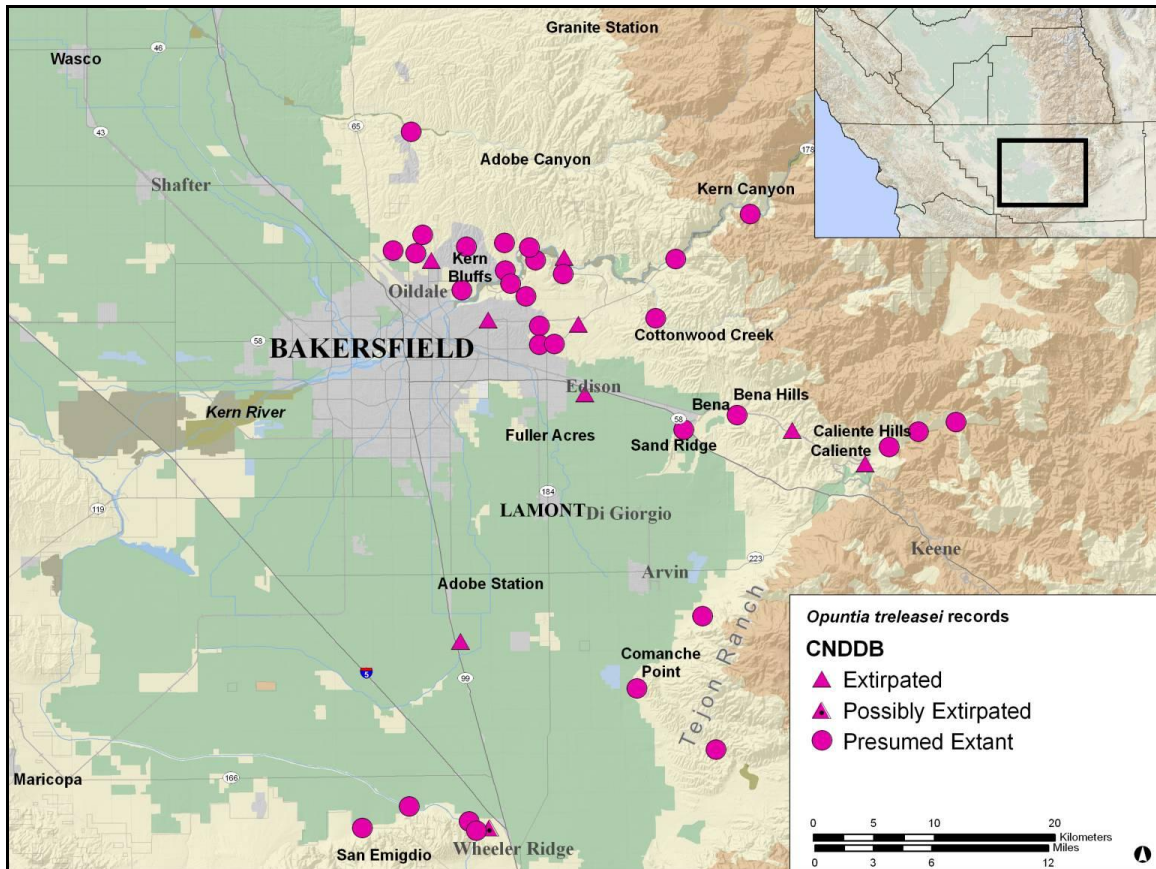 Granite Station
46
Wasco
43
65
Adobe Canyon
178
Kern Canyon
Shafter
Kern
Bluffs
Oildale
Cottonwood Creek
58
BAKERSFIELD
Edison
Bena
Bena Hills
Kern River
58
Fuller Acres
Sand Ridge
Caliente Hills
Caliente
184
119
LAMONT
Di Giorgio
Keene
223
Arvin
Adobe Station
Tejon Ranch
Comanche
Point
5
99
Maricopa
166
San Emigdio
Wheeler Ridge
Opuntia treleasei records
CNDDB
Extirpated
Possibly Extirpated
Presumed Extant
0 5 10 20
Kilometers
Miles
0 3 6 12